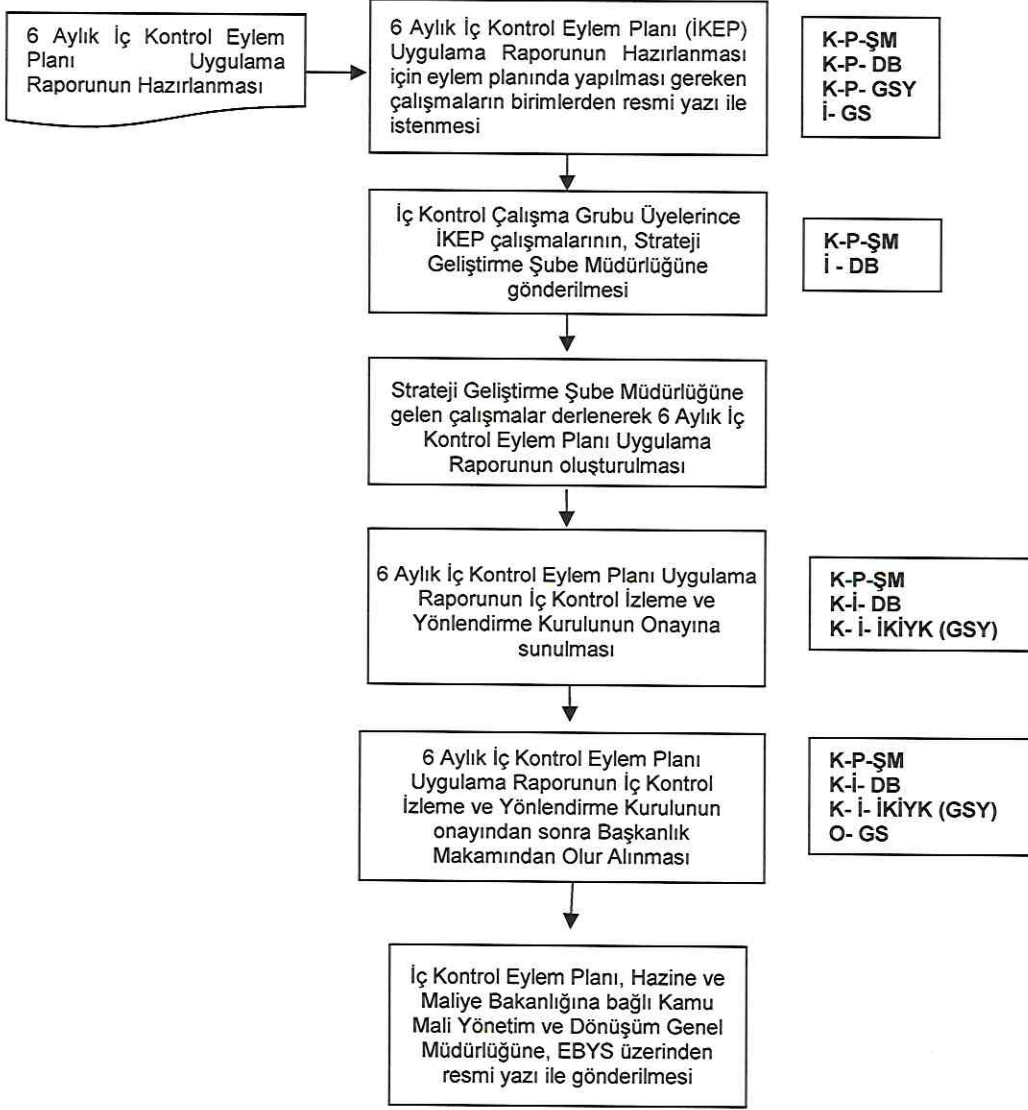 6 Aylık İç Kontrol Eylem
Planı Uygulama
Raporunun Hazırlanması
6 Aylık İç Kontrol Eylem Planı (İKEP)
Uygulama Raporunun Hazırlanması
için eylem planında yapılması gereken
çalışmaların birimlerden resmi yazı ile
istenmesi
K-P-ŞM
K-P- DB
K-P- GSY
İ- GS
İç Kontrol Çalışma Grubu Üyelerince
İKEP çalışmalarının, Strateji
Geliştirme Şube Müdürlüğüne
gönderilmesi
K-P-ŞM
İ - DB
Strateji Geliştirme Şube Müdürlüğüne
gelen çalışmalar derlenerek 6 Aylık İç
Kontrol Eylem Planı Uygulama
Raporunun oluşturulması
6 Aylık İç Kontrol Eylem Planı Uygulama
Raporunun İç Kontrol İzleme ve
Yönlendirme Kurulunun Onayına
sunulması
K-P-ŞM
K-İ- DB
K- İ- İKİYK (GSY)
6 Aylık İç Kontrol Eylem Planı
Uygulama Raporunun İç Kontrol
İzleme ve Yönlendirme Kurulunun
onayından sonra Başkanlık
Makamından Olur Alınması
K-P-ŞM
K-İ- DB
K- İ- İKİYK (GSY)
O- GS
İç Kontrol Eylem Planı, Hazine ve
Maliye Bakanlığına bağlı Kamu
Mali Yönetim ve Dönüşüm Genel
Müdürlüğüne, EBYS üzerinden
resmi yazı ile gönderilmesi